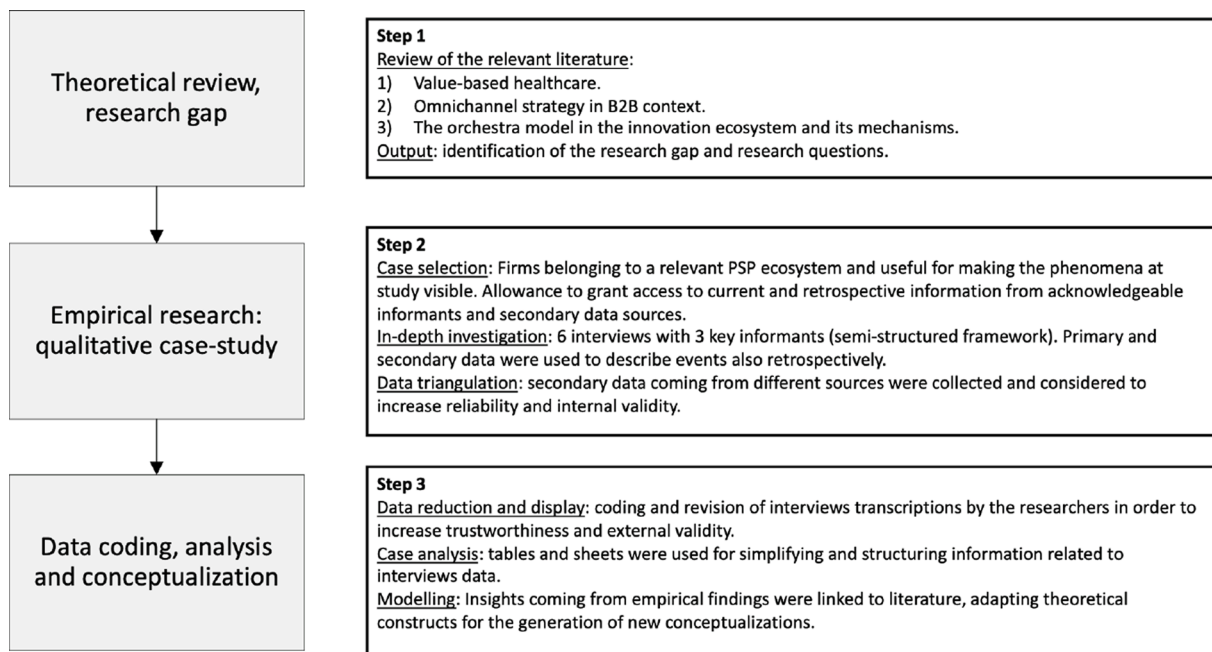 Theoretical review,
research gap
Step 1
Review of the relevant literature:
1) Value-based healthcare.
2) Omnichannel strategy in B2B context.
3) The orchestra model in the innovation ecosystem and its mechanisms.
Output: identification of the research gap and research questions.
Empirical research:
qualitative case-study
Step 2
Case selection: Firms belonging to a relevant PSP ecosystem and useful for making the phenomena at
study visible. Allowance to grant access to current and retrospective information from acknowledgeable
informants and secondary data sources.
In-depth investigation: 6 interviews with 3 key informants (semi-structured framework). Primary and
secondary data were used to describe events also retrospectively.
Data triangulation: secondary data coming from different sources were collected and considered to
increase reliability and internal validity.
Data coding, analysis
and conceptualization
Step 3
Data reduction and display: coding and revision of interviews transcriptions by the researchers in order to
increase trustworthiness and external validity.
Case analysis: tables and sheets were used for simplifying and structuring information related to
interviews data.
Modelling: Insights coming from empirical findings were linked to literature, adapting theoretical
constructs for the generation of new conceptualizations.